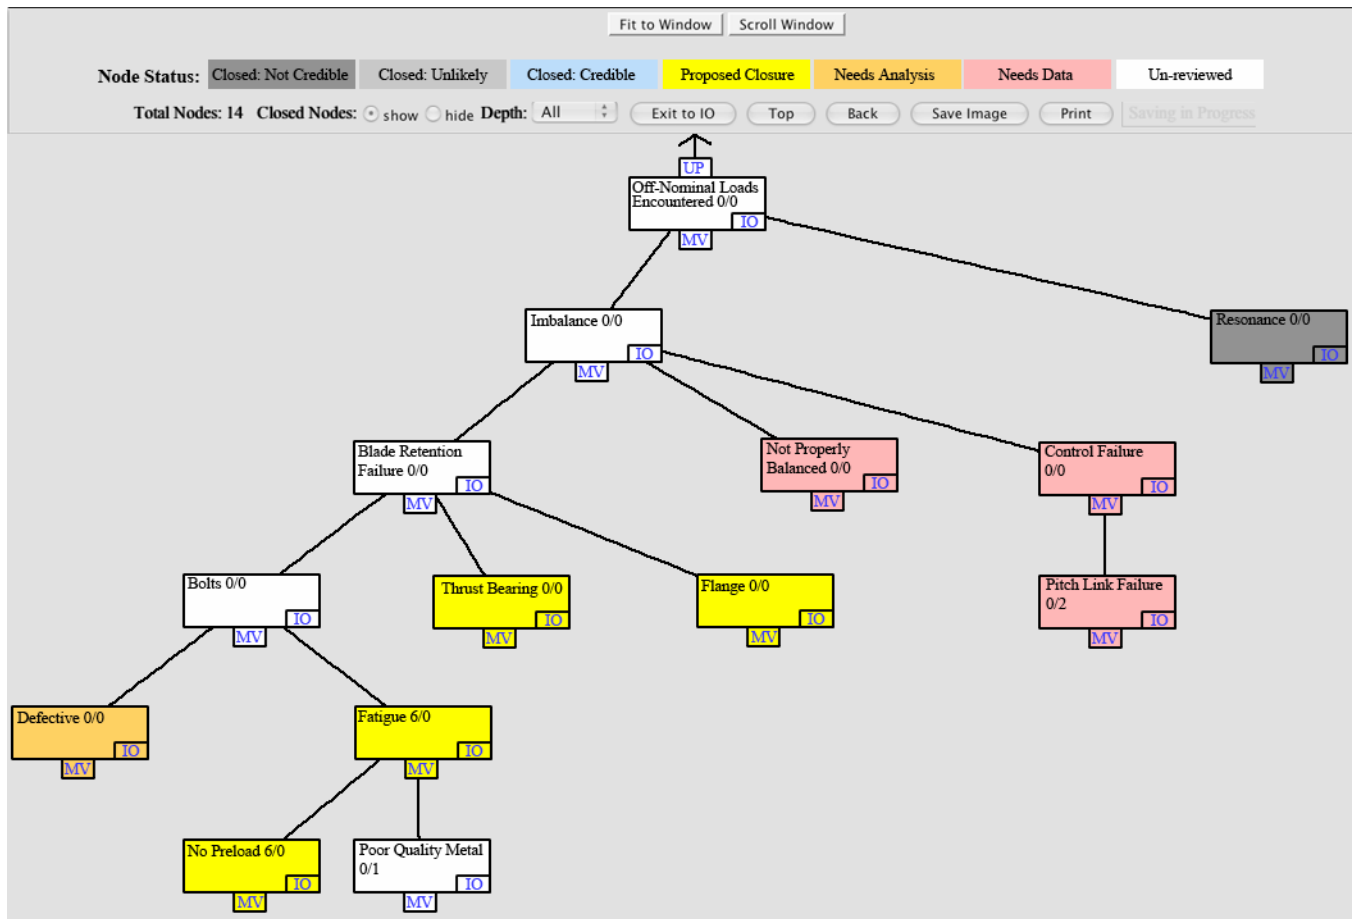 Fit to Window Scroll Window
Node Status: Closed: Not Credible Closed: Unlikely Closed: Credible Proposed Closure Needs Analysis Needs Data Un-reviewed
Total Nodes: 14 Closed Nodes: show hide Depth: All Exit to IO Top Back Save Image Print Saving in Progress
UP
Off-Nominal Loads
Encountered 0/0
IO
MV
Imbalance 0/0
IO
MV
Resonance 0/0
IO
MV
Blade Retention
Failure 0/0
IO
MV
Not Properly
Balanced 0/0
IO
MV
Control Failure
0/0
IO
MV
Bolts 0/0
IO
MV
Thrust Bearing 0/0
IO
MV
Flange 0/0
IO
MV
Pitch Link Failure
0/2
IO
MV
Defective 0/0
IO
MV
Fatigue 6/0
IO
MV
No Preload 6/0
IO
MV
Poor Quality Metal
0/1
IO
MV